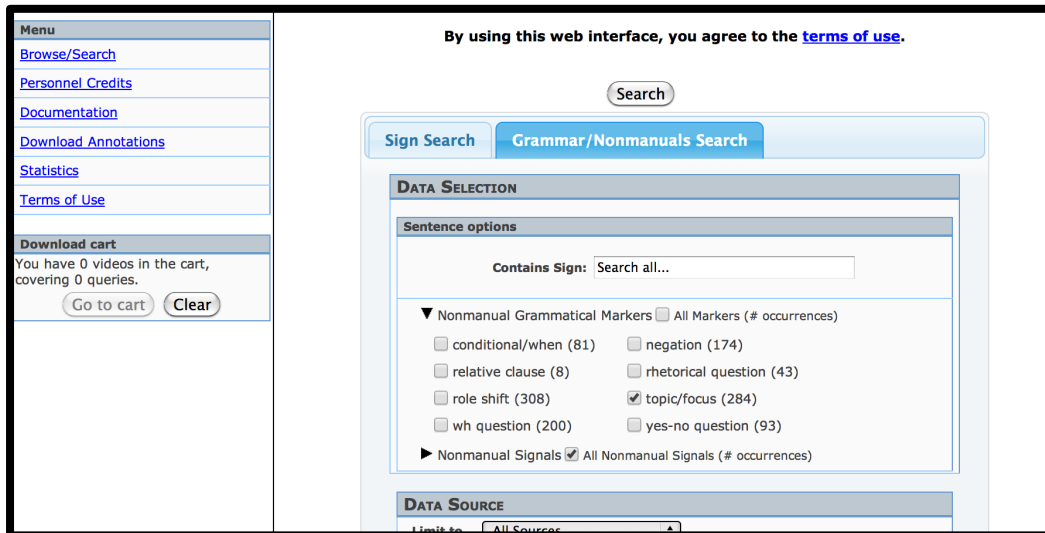 Menu
Browse/Search
Personnel Credits
Documentation
Download Annotations
Statistics
Terms of Use
Download cart
You have 0 videos in the cart,
covering 0 queries.
Go to cart Clear
By using this web interface, you agree to the terms of use.
Search
Sign Search Grammar/Nonmanuals Search
DATA SELECTION
Sentence options
Contains Sign: Search all...
Nonmanual Grammatical Markers All Markers (# occurrences)
conditional/when (81) negation (174)
relative clause (8) rhetorical question (43)
role shift (308) topic/focus (284)
wh question (200) yes-no question (93)
Nonmanual Signals All Nonmanual Signals (# occurrences)
DATA SOURCE
Limit to All Sources